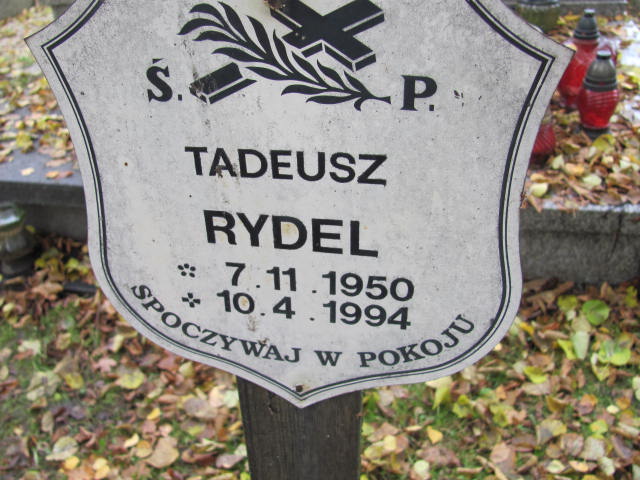 Ś. P.
TADEUSZ
RYDEL
* 7.11.1950
+ 10.4.1994
SPOCZYWAJ W POKOJU